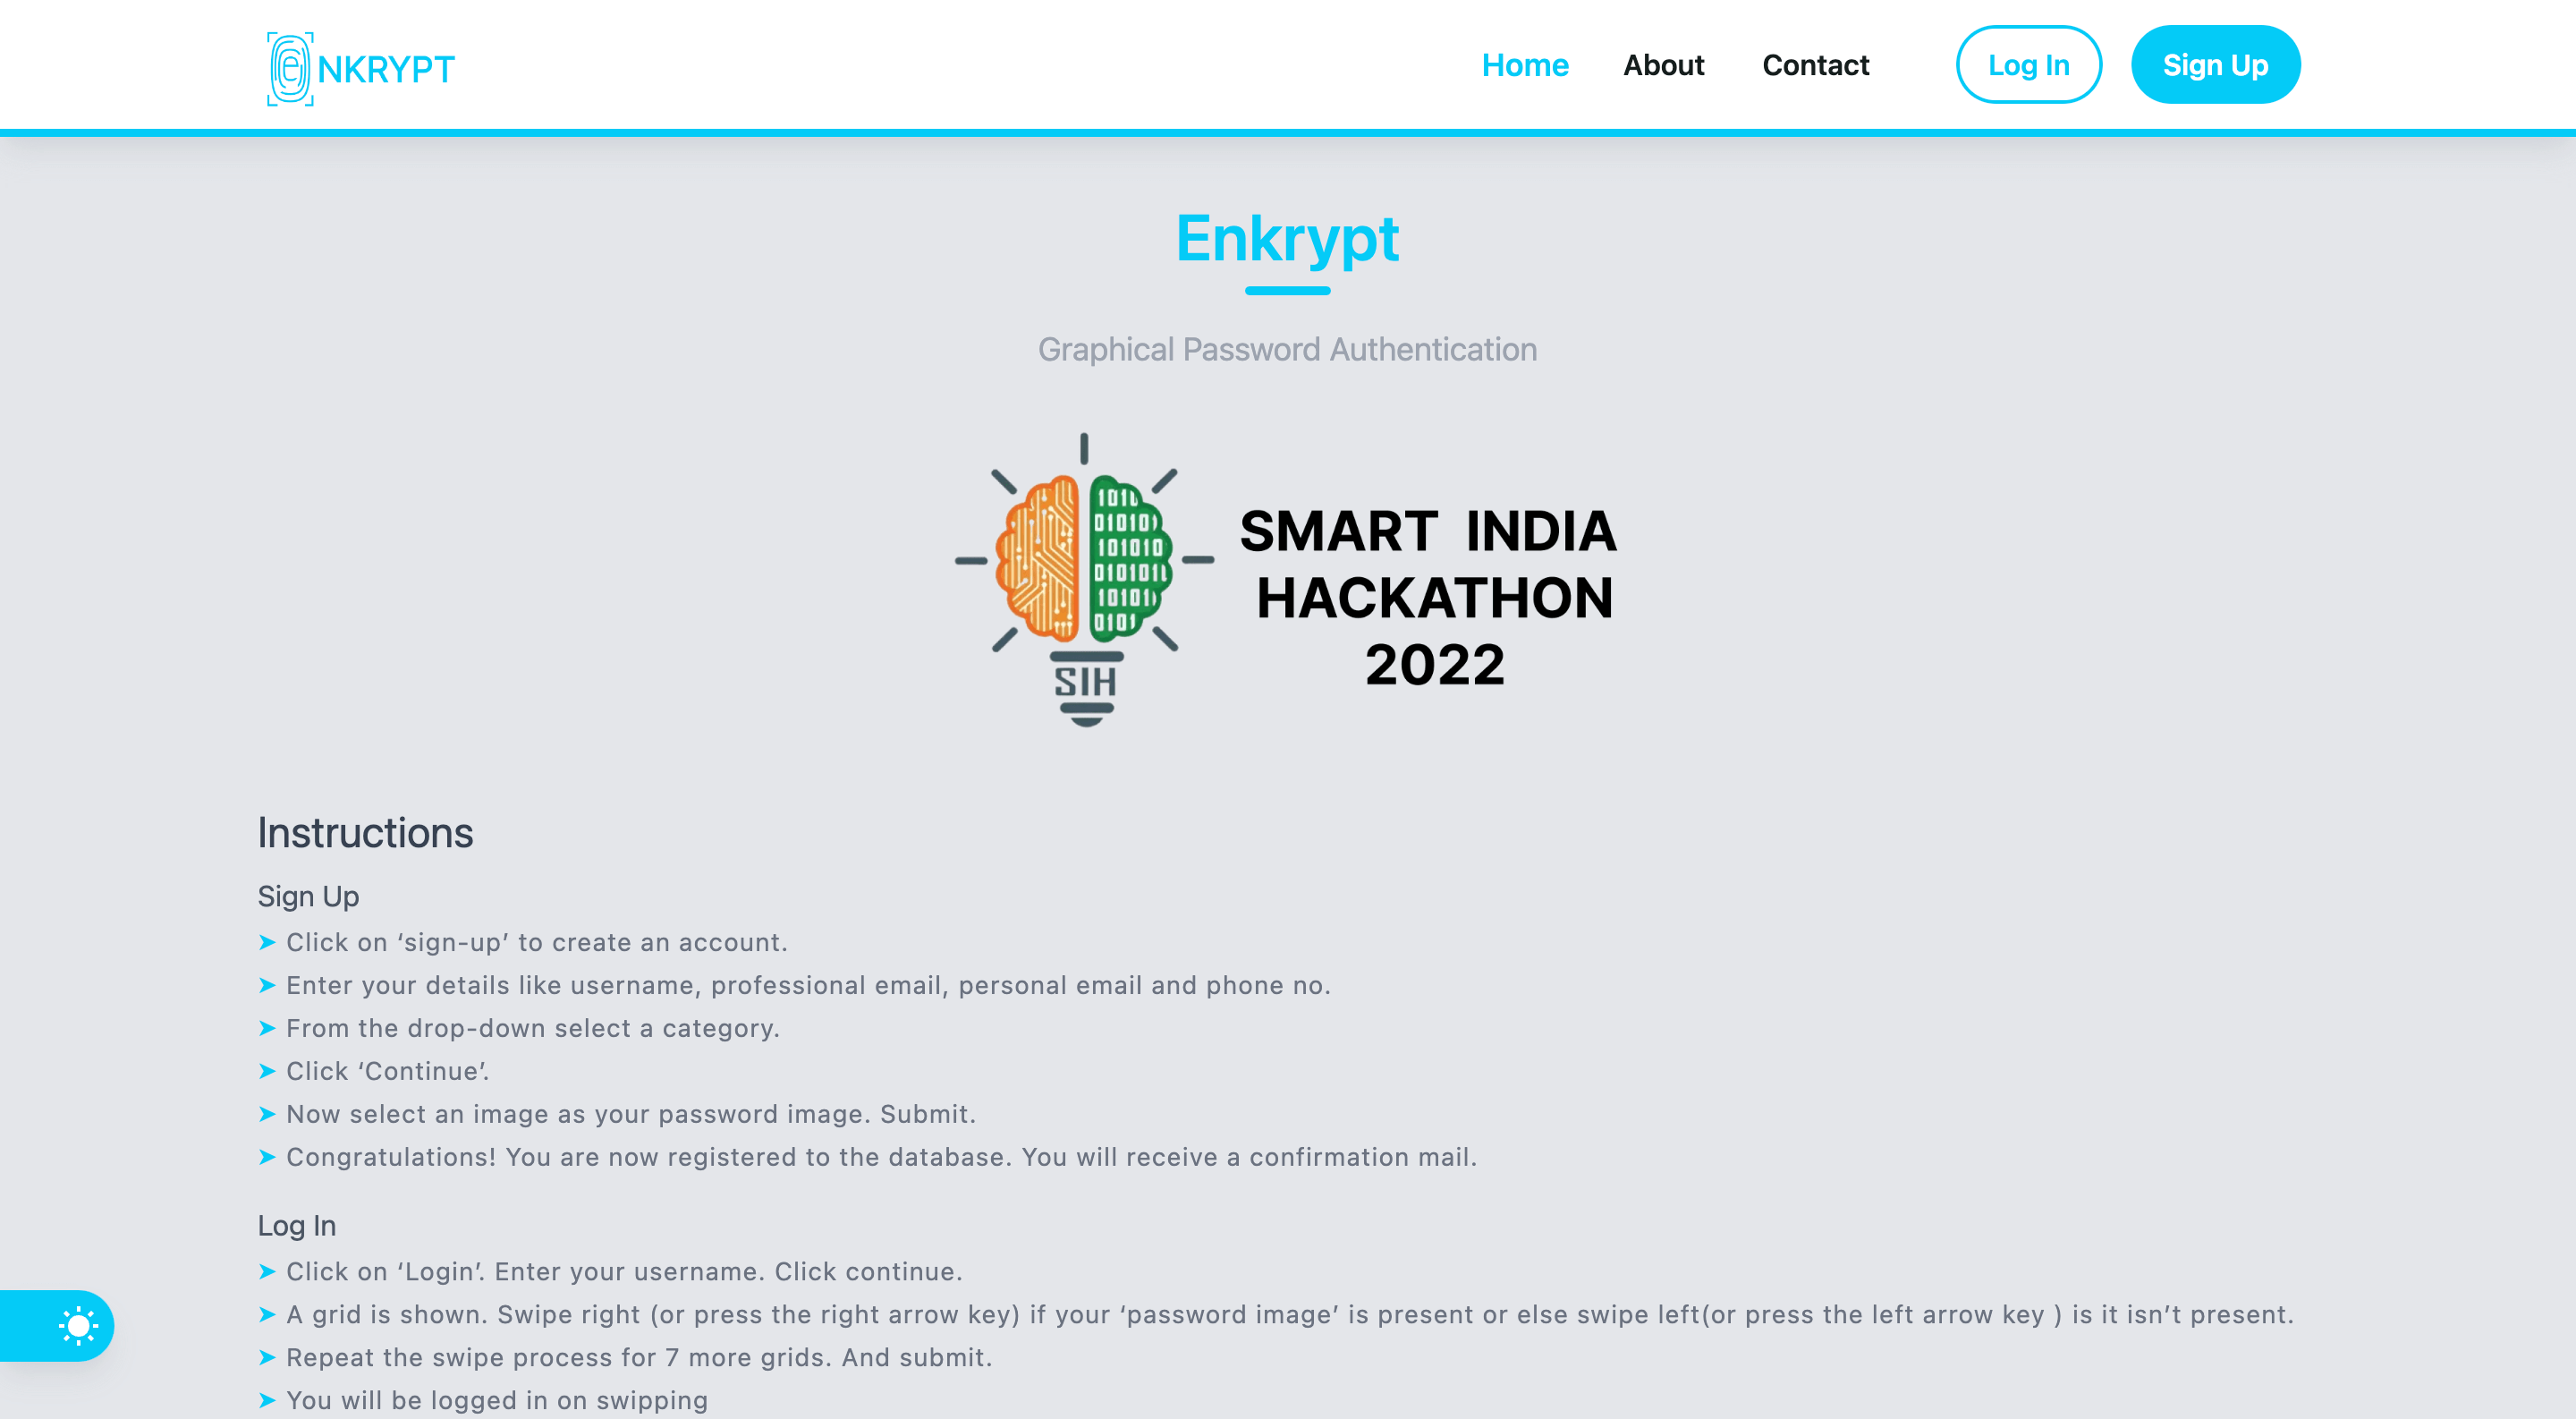 eNKRYPT
Home About Contact Log In Sign Up
Enkrypt
Graphical Password Authentication
1010
010101
101010
0101011
10101
0101
SIH
SMART INDIA
HACKATHON
2022
Instructions
Sign Up
➤ Click on ‘sign-up’ to create an account.
➤ Enter your details like username, professional email, personal email and phone no.
➤ From the drop-down select a category.
➤ Click ‘Continue’.
➤ Now select an image as your password image. Submit.
➤ Congratulations! You are now registered to the database. You will receive a confirmation mail.
Log In
➤ Click on ‘Login’. Enter your username. Click continue.
➤ A grid is shown. Swipe right (or press the right arrow key) if your ‘password image’ is present or else swipe left(or press the left arrow key ) is it isn’t present.
➤ Repeat the swipe process for 7 more grids. And submit.
➤ You will be logged in on swipping